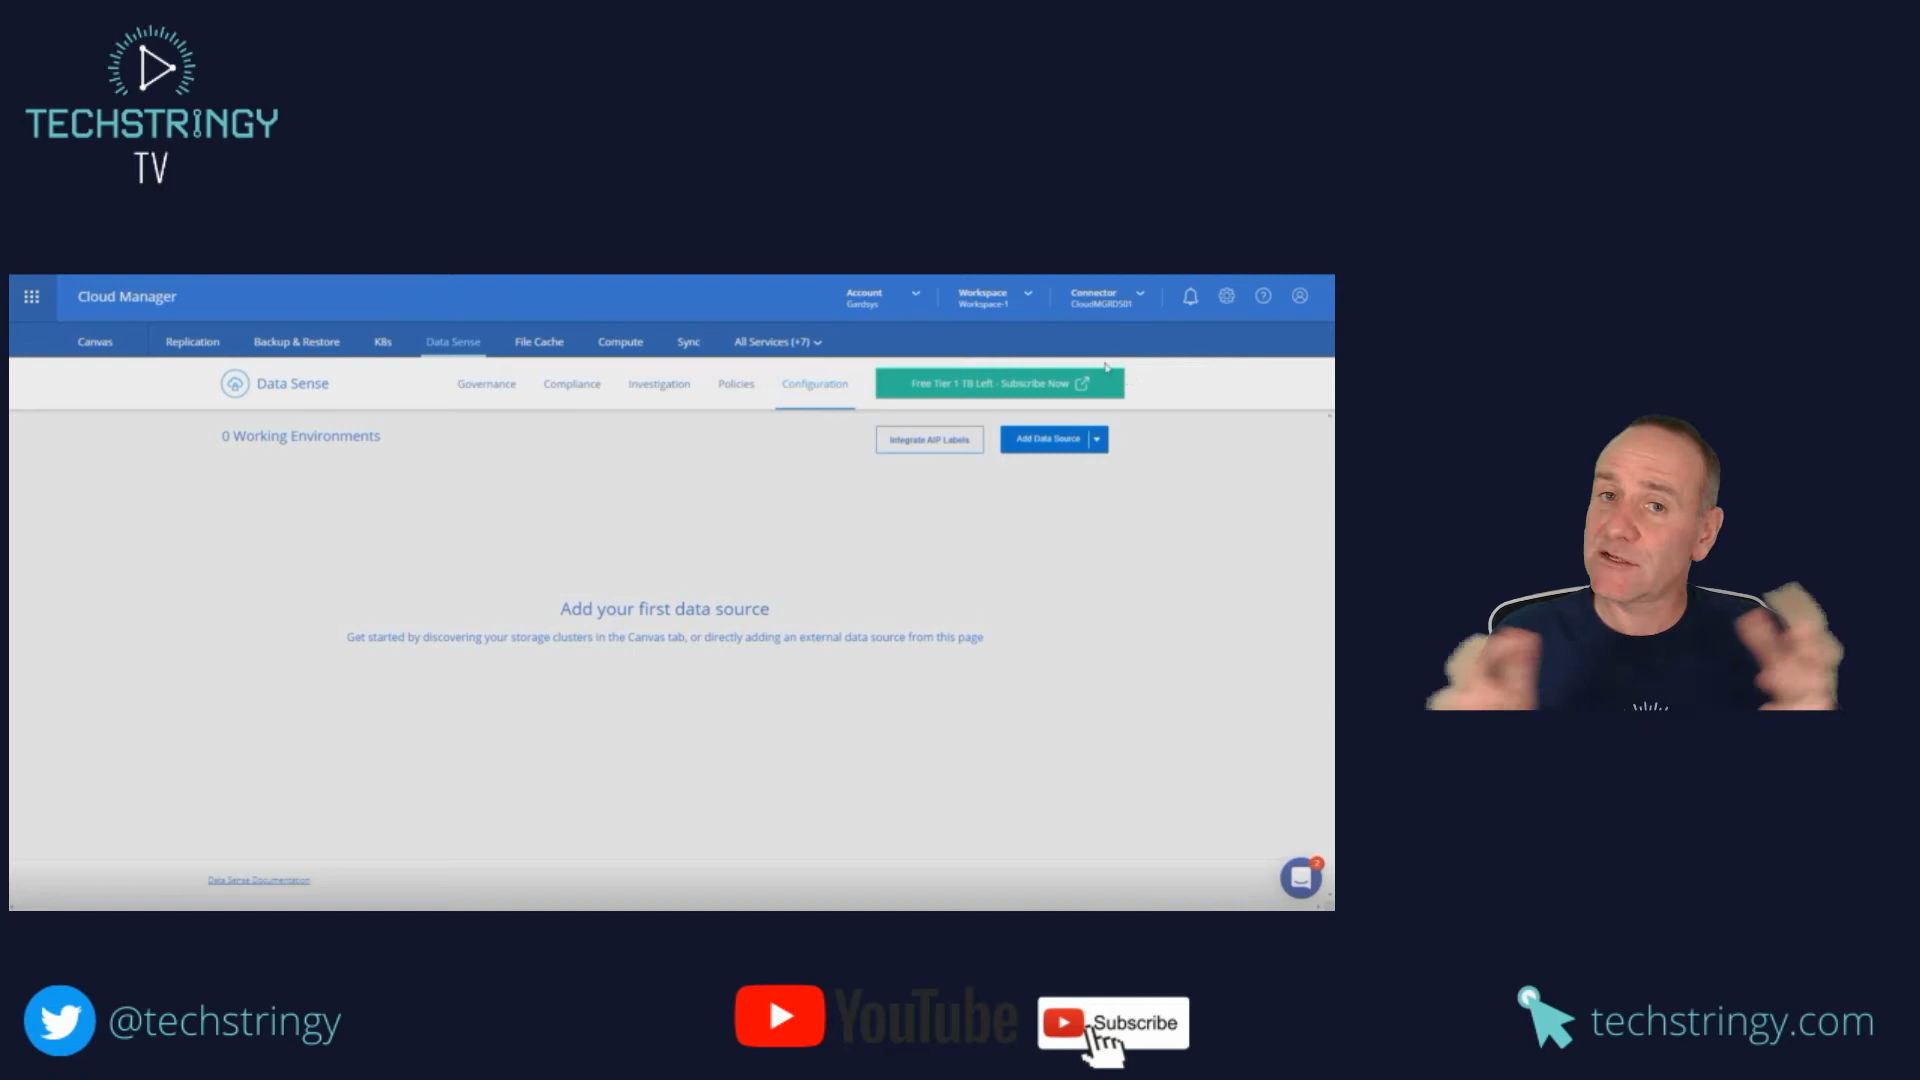 TECHSTRINGY
TV
Cloud Manager
Account
Gardsys
Workspace
Workspace-1
Connector
CloudMGRDS01
Canvas
Replication
Backup & Restore
K8s
Data Sense
File Cache
Compute
Sync
All Services (+7)
Data Sense
Governance
Compliance
Investigation
Policies
Configuration
Free Tier 1 TB Left - Subscribe Now
0 Working Environments
Integrate AIP Labels
Add Data Source
Add your first data source
Get started by discovering your storage clusters in the Canvas tab, or directly adding an external data source from this page
Data Sense Documentation
2
@techstringy
YouTube
Subscribe
techstringy.com